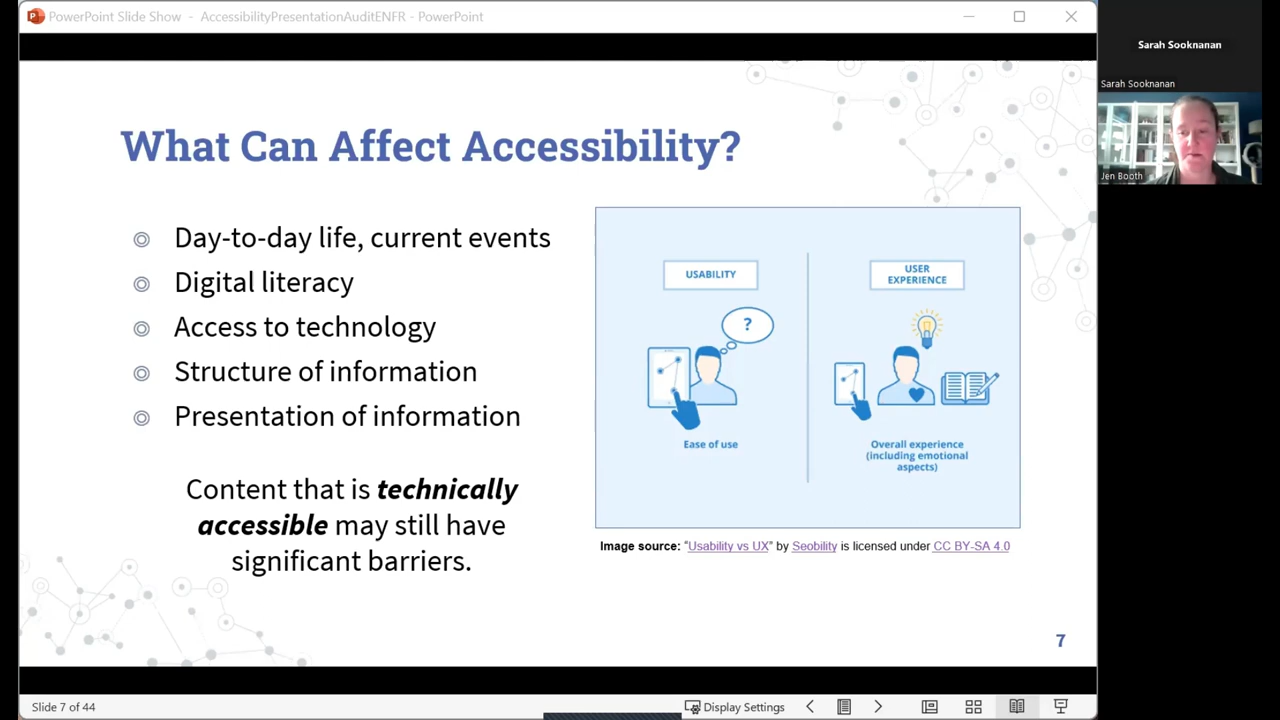 PowerPoint Slide Show - AccessibilityPresentationAuditENFR - PowerPoint
Sarah Sooknanan
Sarah Sooknanan
Jen Booth
What Can Affect Accessibility?
Day-to-day life, current events
Digital literacy
Access to technology
Structure of information
Presentation of information
Content that is technically
accessible may still have
significant barriers.
USABILITY
?
Ease of use
USER
EXPERIENCE
Overall experience
(including emotional
aspects)
Image source: "Usability vs UX" by Seobility is licensed under CC BY-SA 4.0
7
Slide 7 of 44
Display Settings